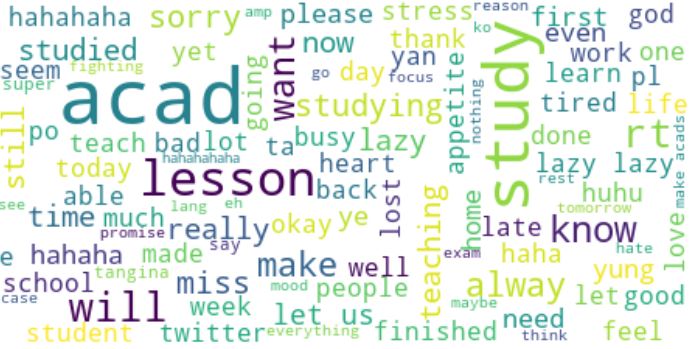 hahahaha sorry amp please stress reason first god
studied yet now thank ko even work one
seem fighting going want yan study learn pl
super acad go day focus appetite nothing tired life
still studying
po teach bad lot ta busy lazy done rt
hahahahaha heart lazy lazy make acads
today lesson back rest
see able lang eh lost teaching home huhu
time much really okay ye late know tomorrow love
promise say exam
e hahaha made make well alway haha hate
school tangina miss mood people yung
case will week let us maybe let good
student twitter everything finished need think feel